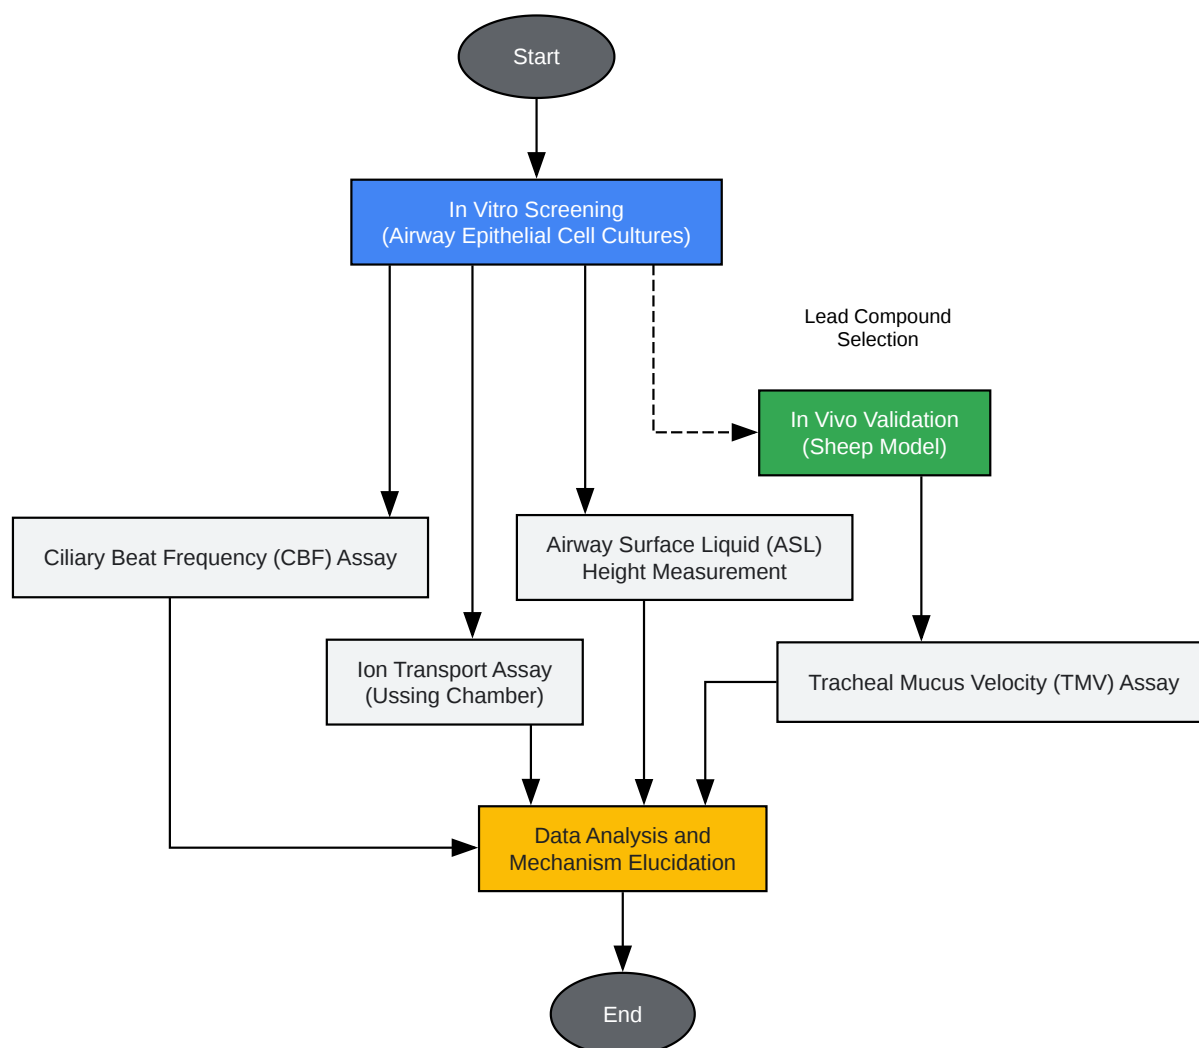 Start
In Vitro Screening
(Airway Epithelial Cell Cultures)
Lead Compound
Selection
In Vivo Validation
(Sheep Model)
Ciliary Beat Frequency (CBF) Assay
Airway Surface Liquid (ASL)
Height Measurement
Ion Transport Assay
(Ussing Chamber)
Tracheal Mucus Velocity (TMV) Assay
Data Analysis and
Mechanism Elucidation
End